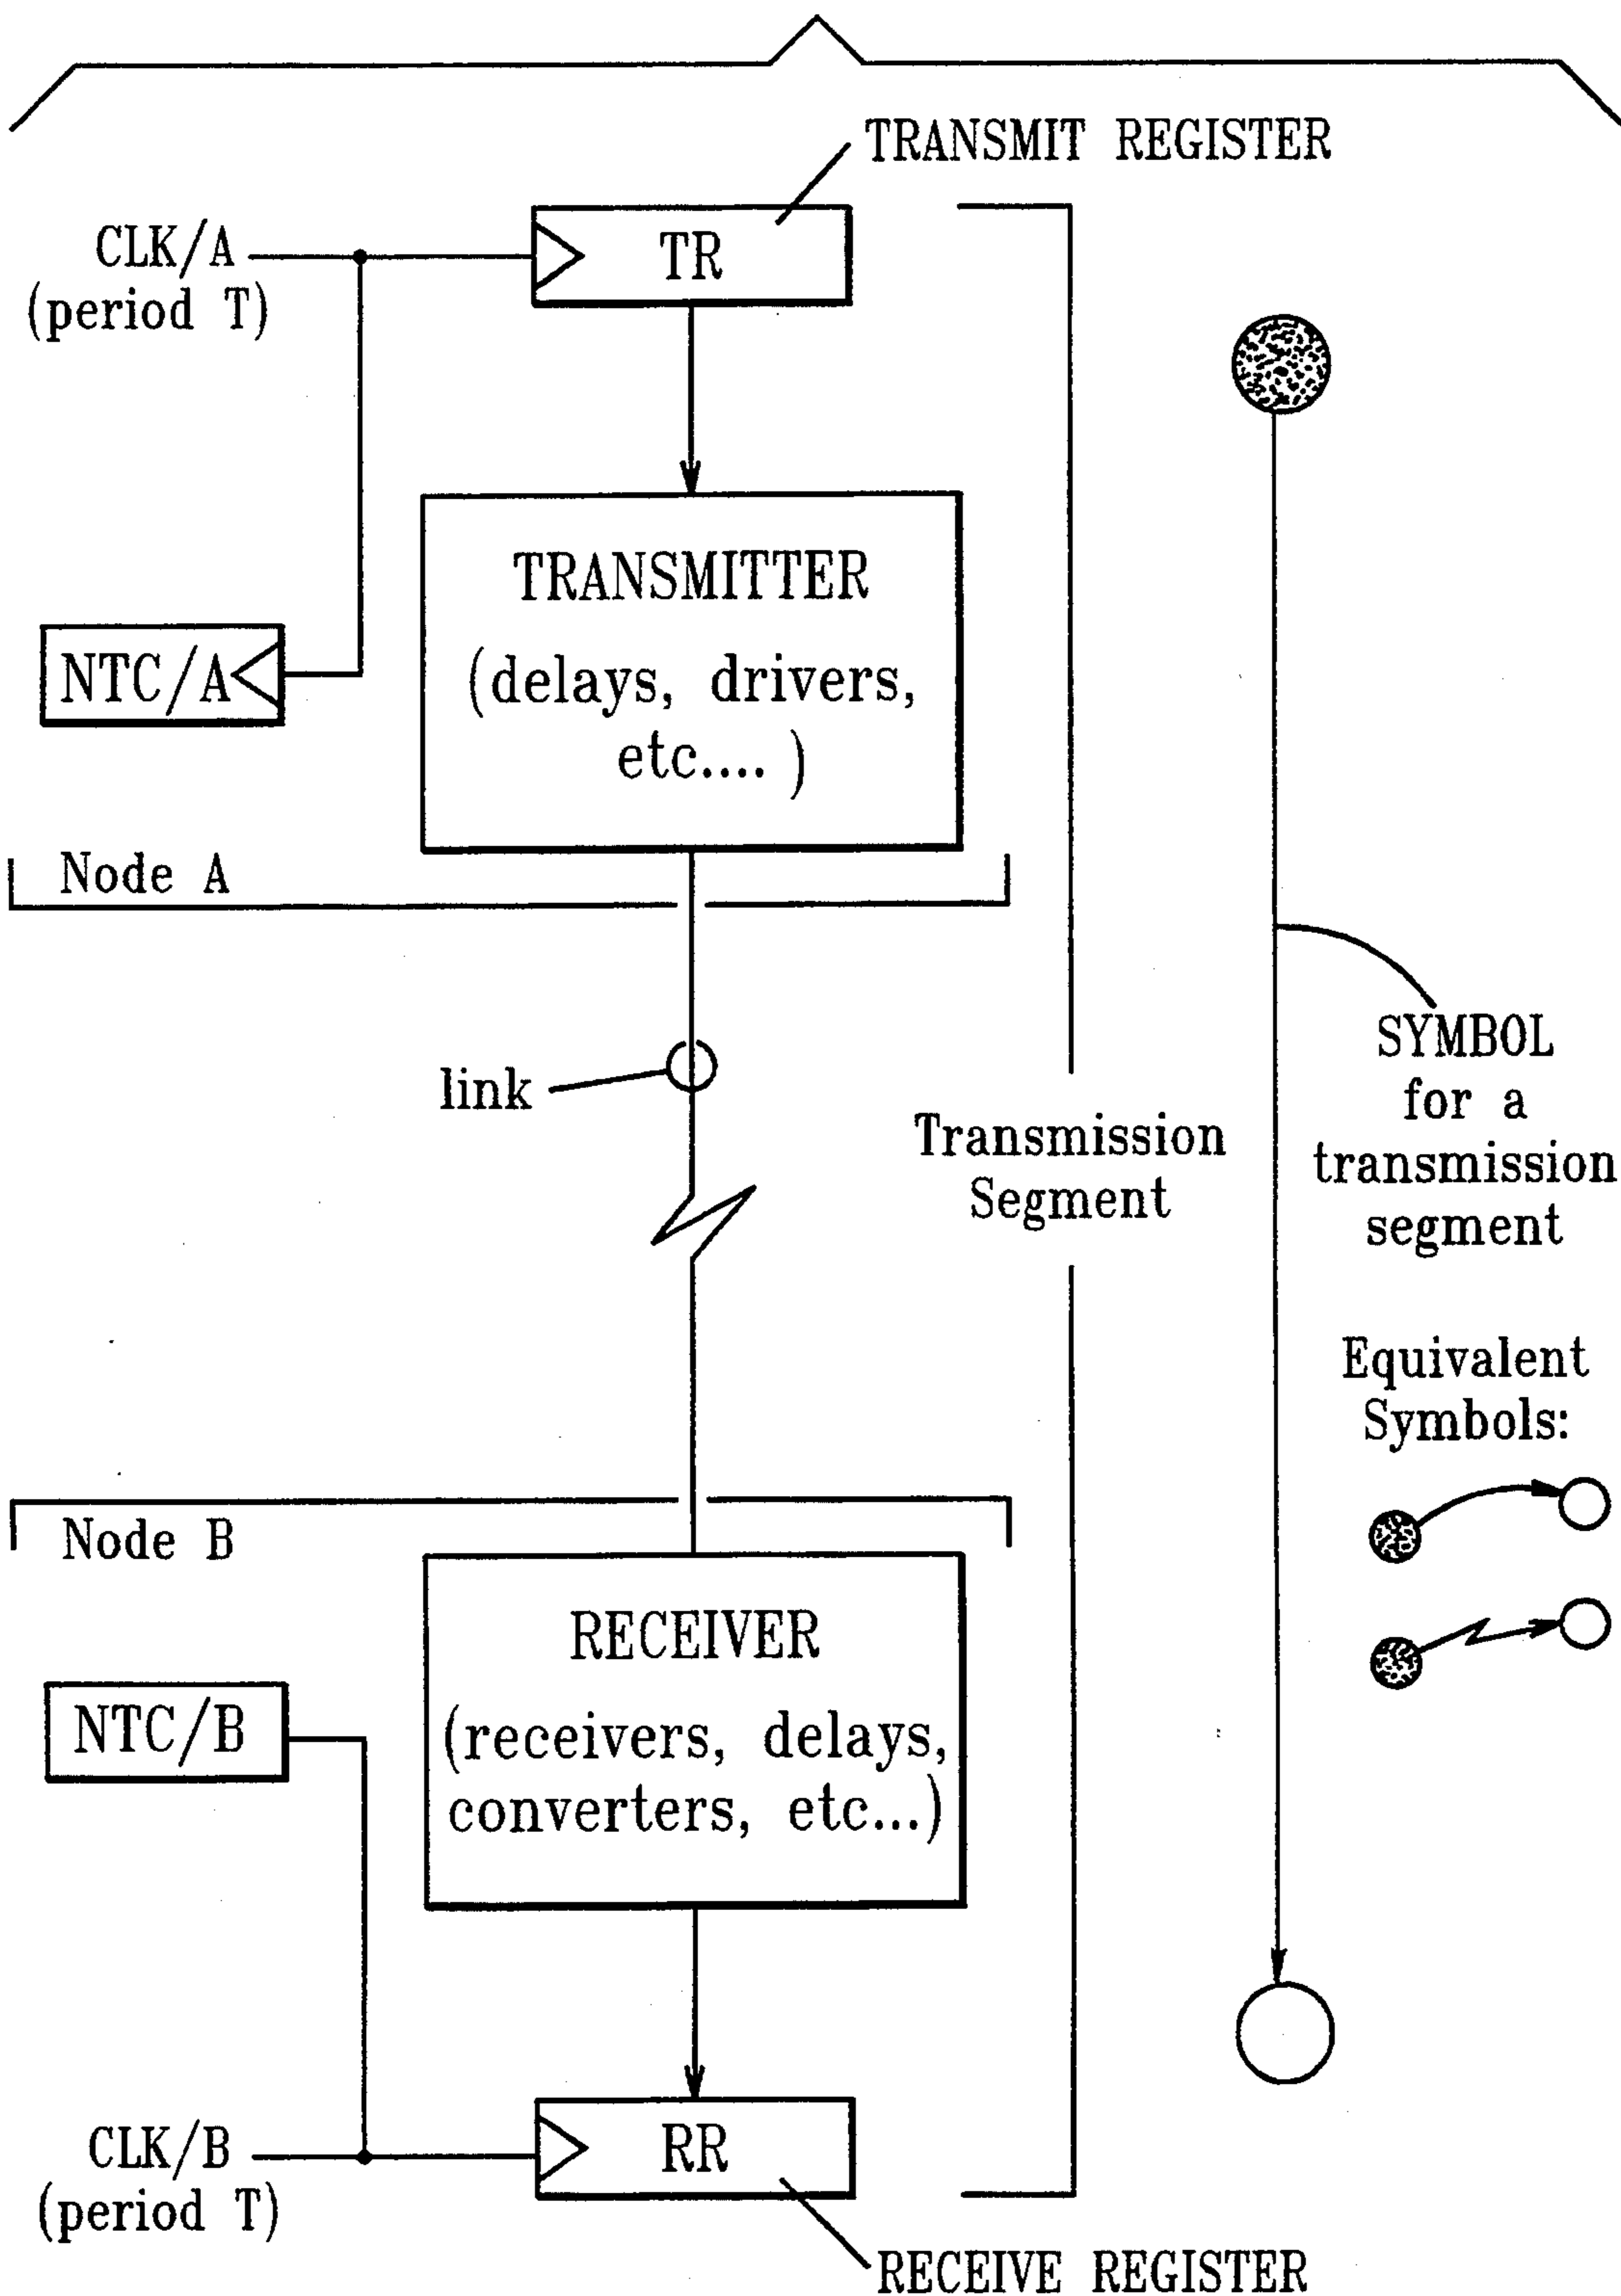 TRANSMIT REGISTER
CLK/A
(period T)
TR
TRANSMITTER
(delays, drivers,
etc.... )
NTC/A
Node A
link
Transmission
Segment
SYMBOL
for a
transmission
segment
Equivalent
Symbols:
Node B
RECEIVER
(receivers, delays,
converters, etc...)
NTC/B
CLK/B
(period T)
RR
RECEIVE REGISTER